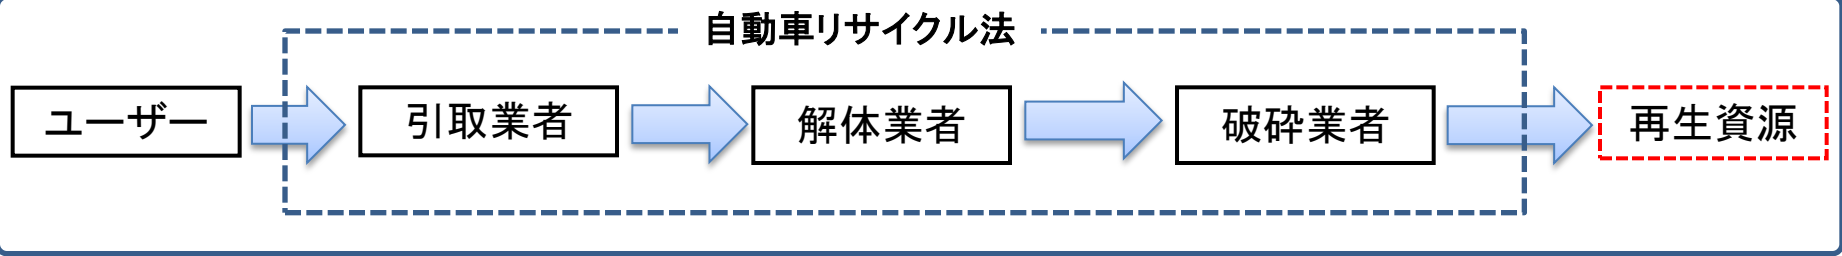 自動車リサイクル法
ユーザー
引取業者
解体業者
破砕業者
再生資源